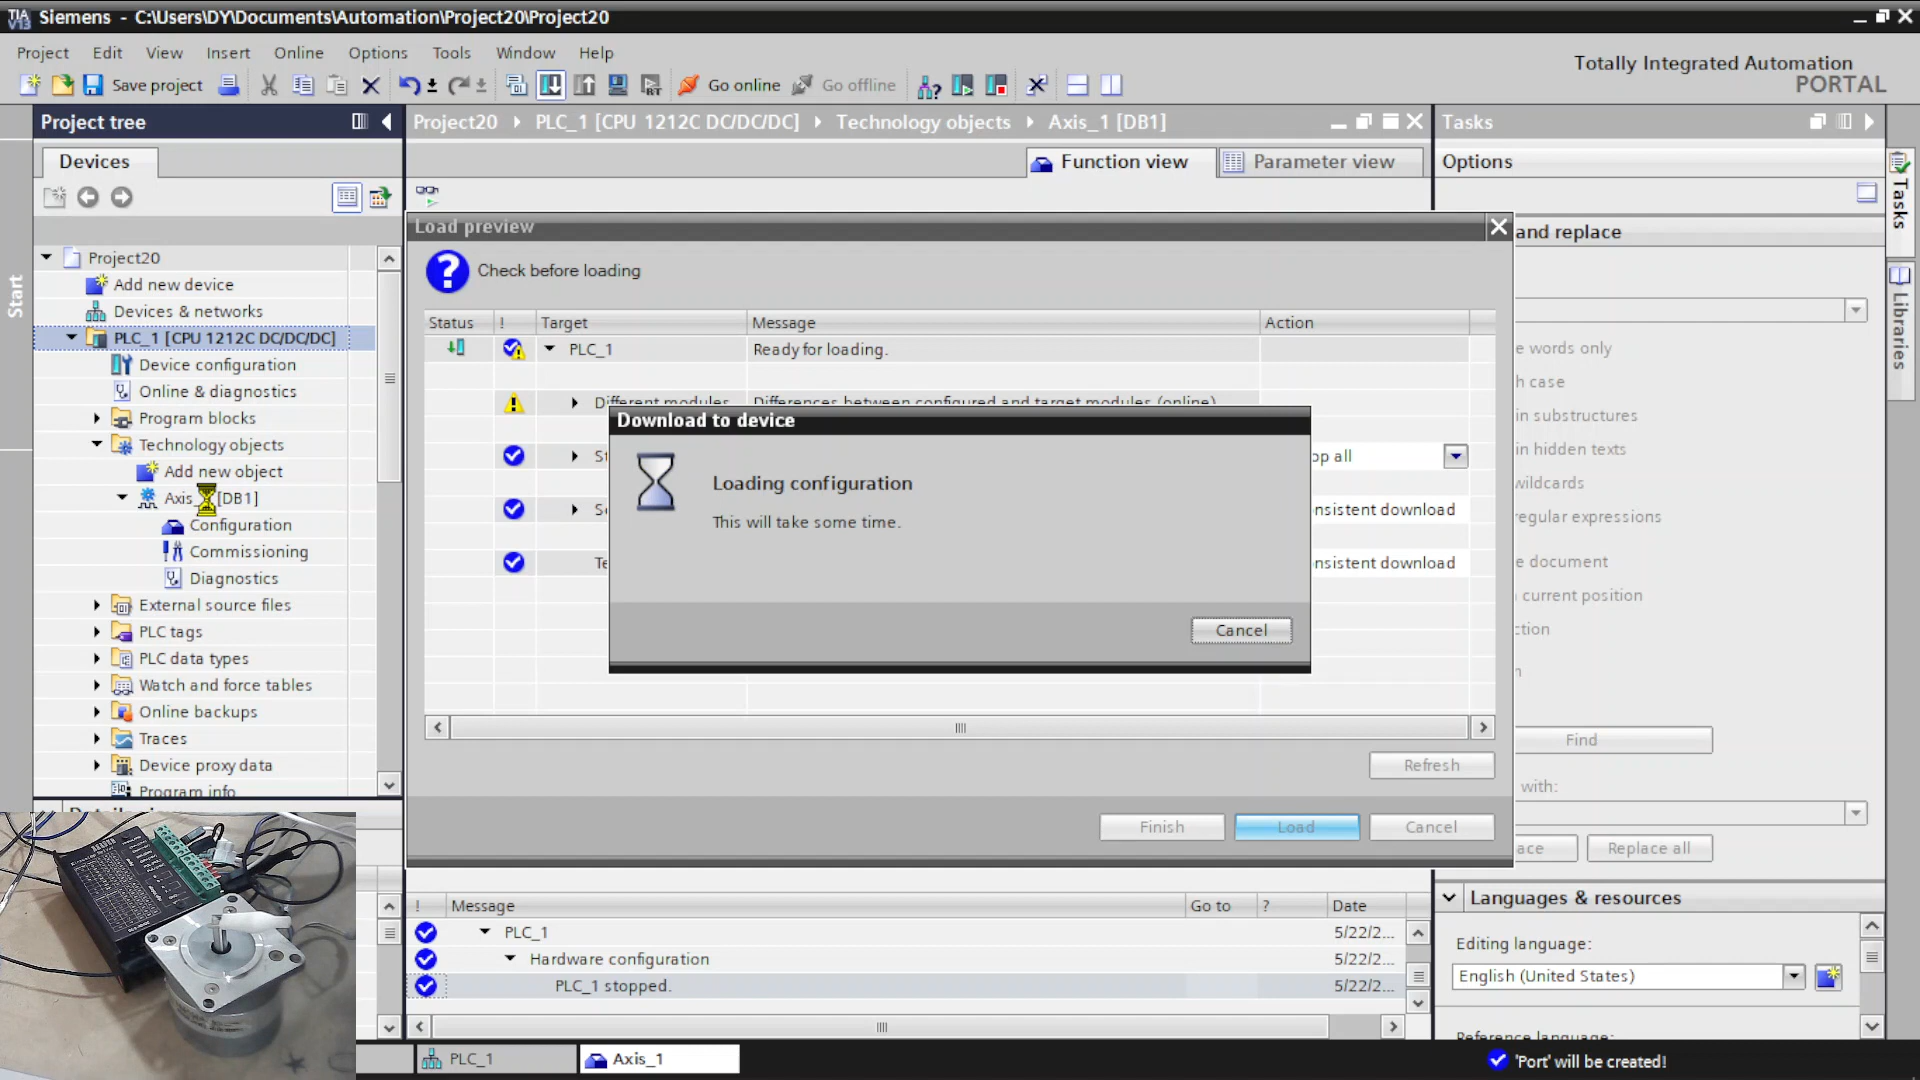 TIA
V13
Siemens - C:\Users\DY\Documents\Automation\Project20\Project20
Project Edit View Insert Online Options Tools Window Help
Totally Integrated Automation
PORTAL
Save project
Go online
Go offline
Project tree
Project20 PLC_1 [CPU 1212C DC/DC/DC] Technology objects Axis_1 [DB1]
Tasks
Devices
Function view
Parameter view
Options
Load preview
and replace
Check before loading
Start
Project20
Add new device
Devices & networks
PLC_1 [CPU 1212C DC/DC/DC]
Device configuration
Online & diagnostics
Program blocks
Technology objects
Add new object
Axis [DB1]
Configuration
Commissioning
Diagnostics
External source files
PLC tags
PLC data types
Watch and force tables
Online backups
Traces
Device proxy data
Program info
Status ! Target Message Action
PLC_1 Ready for loading.
Different modules Differences between configured and target modules (online)
op all
nsistent download
nsistent download
Download to device
Loading configuration
This will take some time.
Cancel
Refresh
Finish Load Cancel
e words only
h case
in substructures
in hidden texts
wildcards
regular expressions
e document
current position
ction
Find
with:
ace
Replace all
Languages & resources
Editing language:
English (United States)
Reference language:
Tasks
Libraries
! Message Go to ? Date
PLC_1 5/22/2...
Hardware configuration 5/22/2...
PLC_1 stopped. 5/22/2...
PLC_1
Axis_1
'Port' will be created!